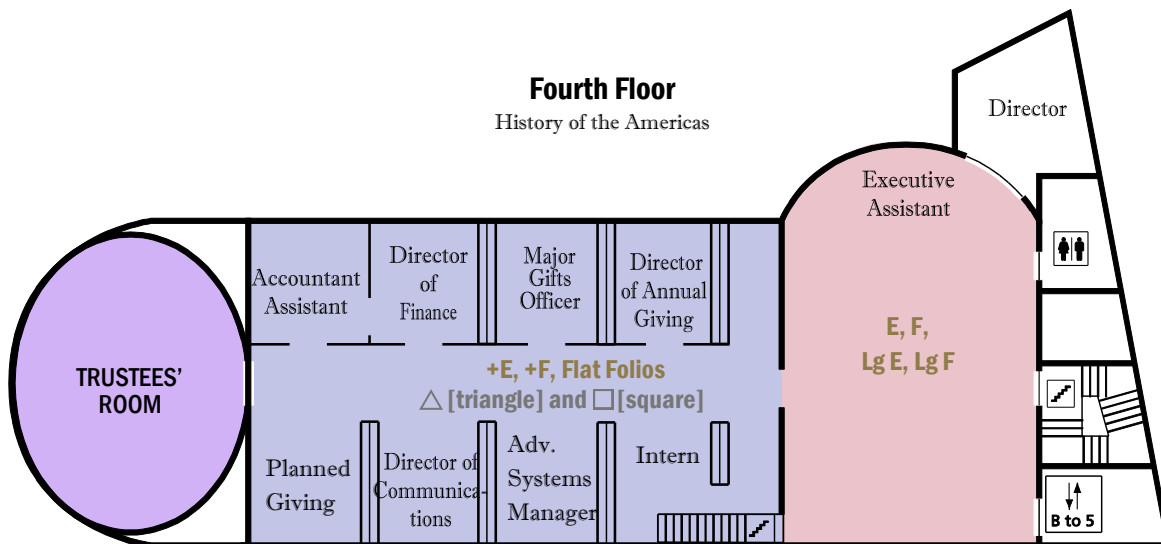 Fourth Floor
History of the Americas
Director
Executive
Assistant
Accountant
Assistant
Director
of
Finance
Major
Gifts
Officer
Director
of Annual
Giving
E, F,
Lg E, Lg F
+E, +F, Flat Folios
△ [triangle] and □ [square]
TRUSTEES’
ROOM
Planned
Giving
Director of
Communica-
tions
Adv.
Systems
Manager
Intern
B to 5